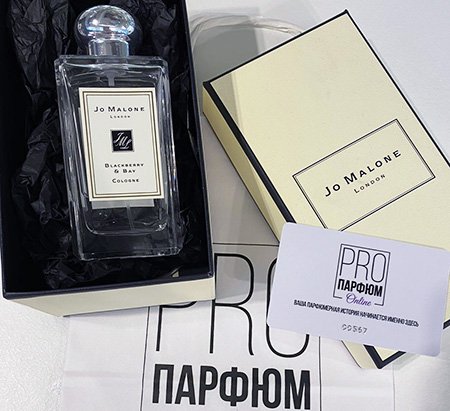 JO MALONE
LONDON
BLACKBERRY
& BAY
COLOGNE
JO MALONE
LONDON
PRO
ПАРФЮМ
Online
ВАША ПАРФЮМЕРНАЯ ИСТОРИЯ НАЧИНАЕТСЯ ИМЕННО ЗДЕСЬ
00567
PRO
ПАРФЮМ